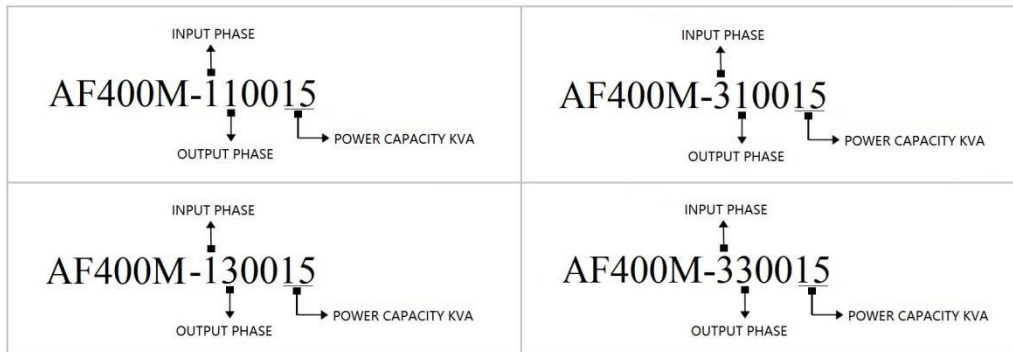 INPUT PHASE
AF400M-110015
POWER CAPACITY KVA
OUTPUT PHASE
INPUT PHASE
AF400M-310015
POWER CAPACITY KVA
OUTPUT PHASE
INPUT PHASE
AF400M-130015
POWER CAPACITY KVA
OUTPUT PHASE
INPUT PHASE
AF400M-330015
POWER CAPACITY KVA
OUTPUT PHASE